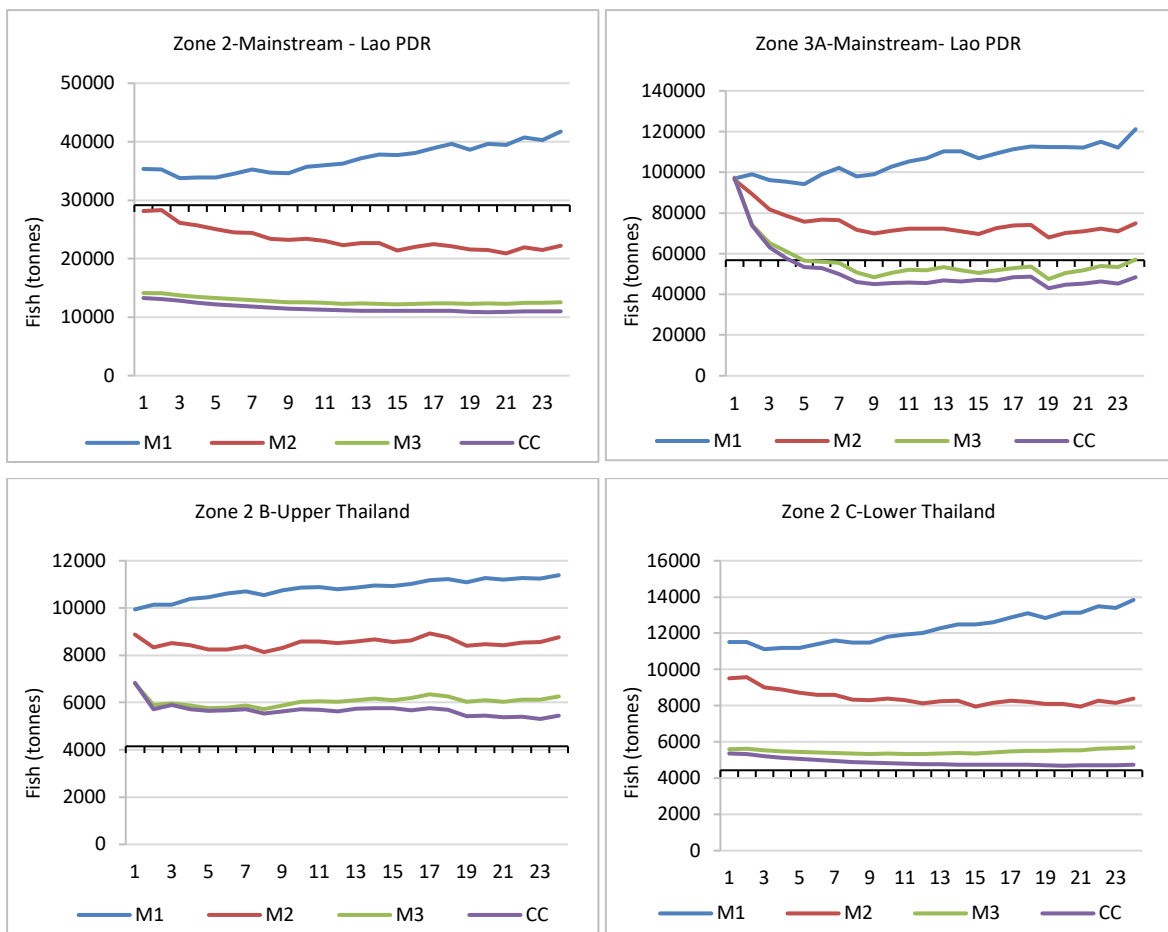 Zone 2-Mainstream - Lao PDR
Fish (tonnes)
50000
40000
30000
20000
10000
0
1 3 5 7 9 11 13 15 17 19 21 23
M1 M2 M3 CC
Zone 3A-Mainstream- Lao PDR
Fish (tonnes)
140000
120000
100000
80000
60000
40000
20000
0
1 3 5 7 9 11 13 15 17 19 21 23
M1 M2 M3 CC
Zone 2 B-Upper Thailand
Fish (tonnes)
12000
10000
8000
6000
4000
2000
0
1 3 5 7 9 11 13 15 17 19 21 23
M1 M2 M3 CC
Zone 2 C-Lower Thailand
Fish (tonnes)
16000
14000
12000
10000
8000
6000
4000
2000
0
1 3 5 7 9 11 13 15 17 19 21 23
M1 M2 M3 CC